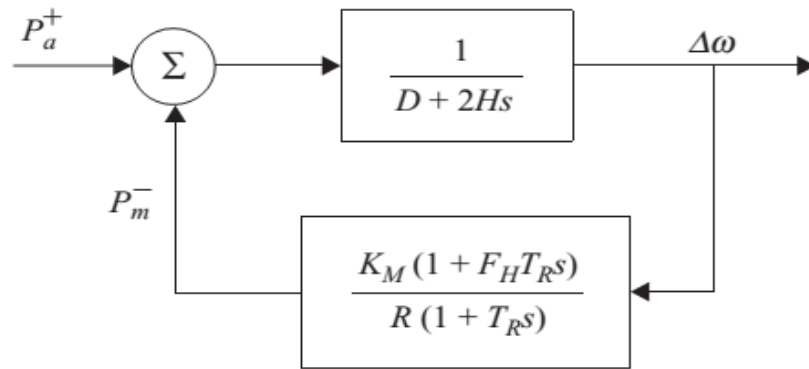 P_a^+
Σ
1
D + 2Hs
Δω
P_m^-
K_M (1 + F_H T_R s)
R (1 + T_R s)